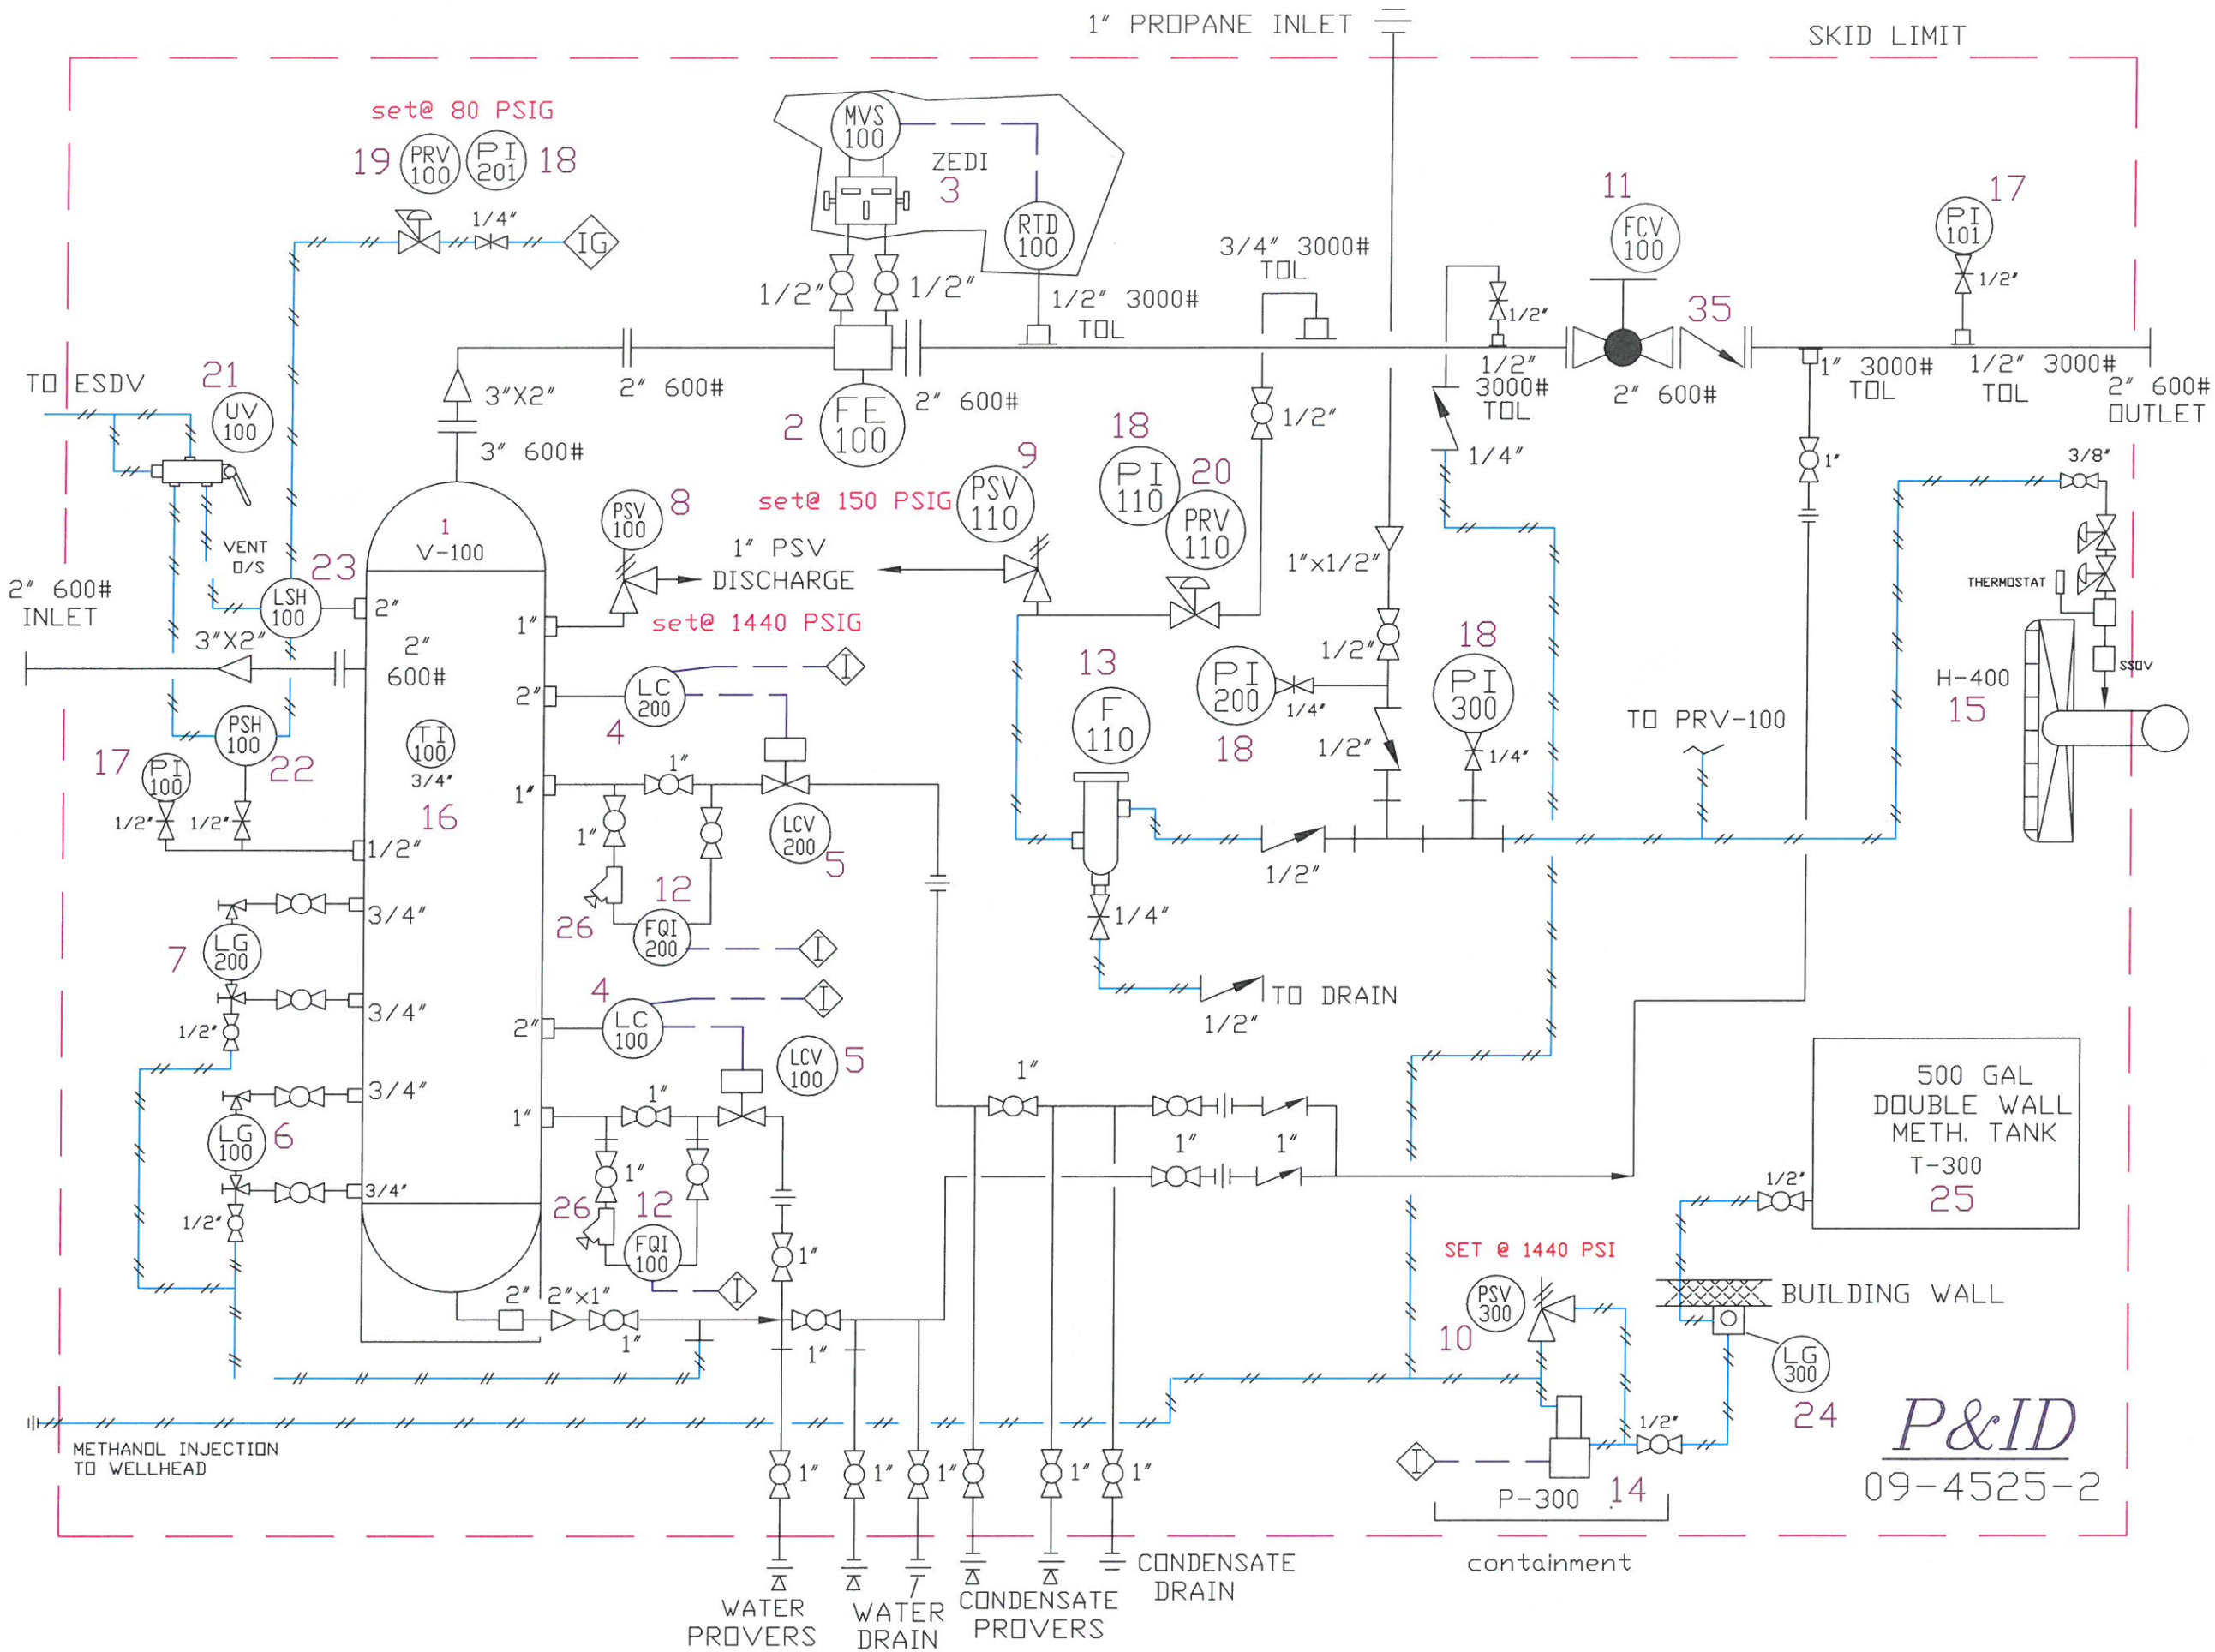 1" PROPANE INLET
SKID LIMIT
set@ 80 PSIG
19
PRV
100
PI
201
18
1/4"
IG
MVS
100
ZEDI
3
RTD
100
1/2"
1/2"
1/2" 3000#
TOL
3/4" 3000#
TOL
1/2"
11
FCV
100
35
17
PI
101
1/2"
TO ESDV
21
UV
100
3"X2"
3" 600#
2" 600#
2
FE
100
2" 600#
1/2"
3000#
TOL
2" 600#
1" 3000#
TOL
1/2" 3000#
TOL
2" 600#
OUTLET
1/2"
1/4"
1"
3/8"
18
PI
110
20
PRV
110
9
PSV
110
set@ 150 PSIG
PSV
100
8
1" PSV
DISCHARGE
set@ 1440 PSIG
1
V-100
VENT
O/S
23
LSH
100
2"
2" 600#
INLET
3"X2"
2"
600#
1"
1"x1/2"
1/2"
THERMOSTAT
SSOV
H-400
15
2"
LC
200
4
I
PI
200
18
1/4"
1/2"
18
PI
300
1/4"
13
F
110
TO PRV-100
PSH
100
22
17
PI
100
1/2"
1/2"
1/2"
TI
100
3/4"
16
1"
1"
1"
LCV
200
5
12
26
FQI
200
I
1/2"
1/4"
TO DRAIN
1/2"
3/4"
7
LG
200
3/4"
1/2"
3/4"
6
LG
100
3/4"
1/2"
4
2"
LC
100
I
LCV
100
5
1"
1"
1"
26
12
FQI
100
I
1"
1"
1"
1"
2"
2"x1"
1"
1"
500 GAL
DOUBLE WALL
METH. TANK
T-300
25
1/2"
SET @ 1440 PSI
PSV
300
10
BUILDING WALL
LG
300
24
1/2"
I
P-300
14
containment
METHANOL INJECTION
TO WELLHEAD
1"
1"
1"
1"
1"
WATER
PROVERS
WATER
DRAIN
CONDENSATE
PROVERS
CONDENSATE
DRAIN
P&ID
09-4525-2